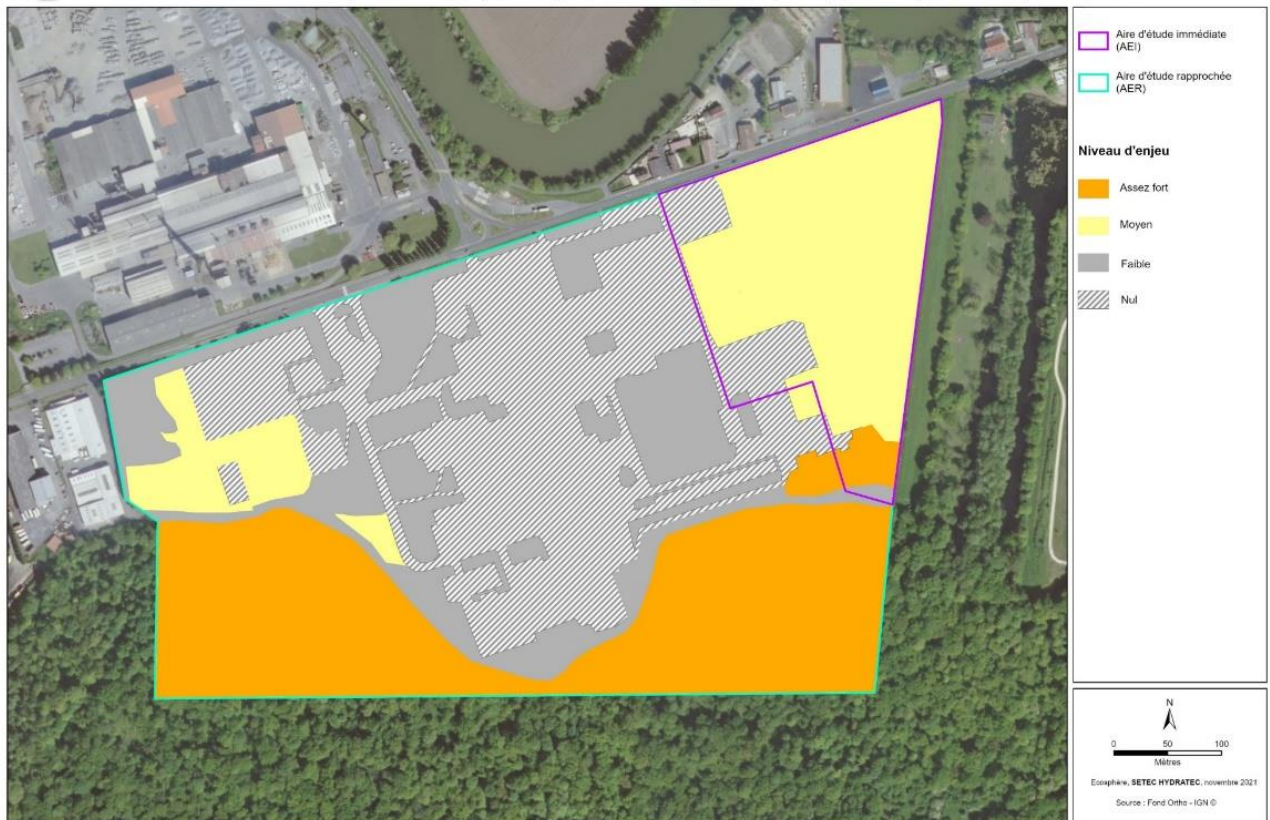 Aire d'étude immédiate
(AEI)
Aire d'étude rapprochée
(AER)
Niveau d'enjeu
Assez fort
Moyen
Faible
Nul
N
0 50 100
Mètres
Ecosphère, SETEC HYDRATEC, novembre 2021
Source : Fond Ortho - IGN ©